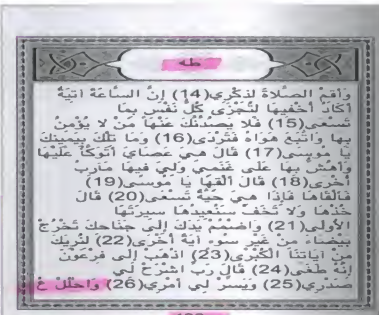 طه
وَأَقِمْ الصَّلَاةَ لِذِكْرِي(14) إِنَّ السَّاعَةَ آتِيَةٌ
أَكَادُ أُخْفِيهَا لِتُجْزَى كُلُّ نَفْسٍ بِمَا
تَسْعَى(15) فَلَا يَصُدَّنَّكَ عَنْهَا مَنْ لَا يُؤْمِنُ
بِهَا وَاتَّبَعَ هَوَاهُ فَتَرْدَى(16) وَمَا تِلْكَ بِيَمِينِكَ
يَا مُوسَى(17) قَالَ هِيَ عَصَايَ أَتَوَكَّأُ عَلَيْهَا
وَأَهُشُّ بِهَا عَلَى غَنَمِي وَلِيَ فِيهَا مَآرِبُ
أُخْرَى(18) قَالَ أَلْقِهَا يَا مُوسَى(19)
فَأَلْقَاهَا فَإِذَا هِيَ حَيَّةٌ تَسْعَى(20) قَالَ
خُذْهَا وَلَا تَخَفْ سَنُعِيدُهَا سِيرَتَهَا
الْأُولَى(21) وَاضْمُمْ يَدَكَ إِلَى جَنَاحِكَ تَخْرُجْ
بَيْضَاءَ مِنْ غَيْرِ سُوءٍ آيَةً أُخْرَى(22) لِنُرِيَكَ
مِنْ آيَاتِنَا الْكُبْرَى(23) اذْهَبْ إِلَى فِرْعَوْنَ
إِنَّهُ طَغَى(24) قَالَ رَبِّ اشْرَحْ لِي
صَدْرِي(25) وَيَسِّرْ لِي أَمْرِي(26) وَاحْلُلْ عُ